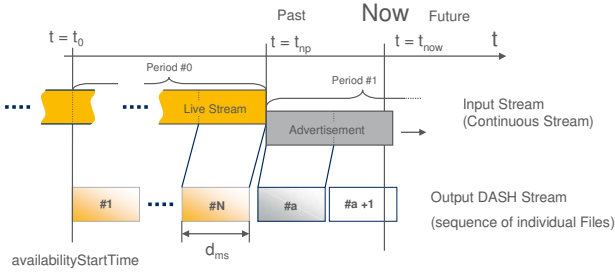 Past Now Future
t = t0 t = tnp t = tnow t
Period #0 Period #1
Live Stream
Advertisement
Input Stream
(Continuous Stream)
#1 #N #a #a +1
Output DASH Stream
(sequence of individual Files)
dms
availabilityStartTime